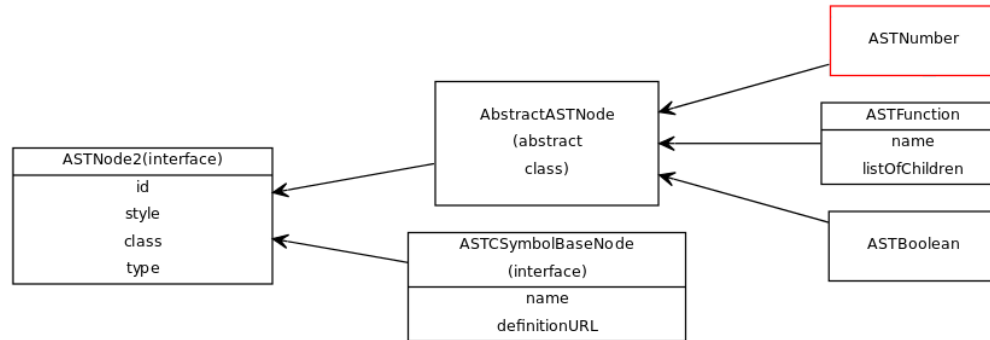 ASTNumber
AbstractASTNode
(abstract
class)
ASTFunction
name
listOfChildren
ASTNode2(interface)
id
style
class
type
ASTBoolean
ASTCSymbolBaseNode
(interface)
name
definitionURL